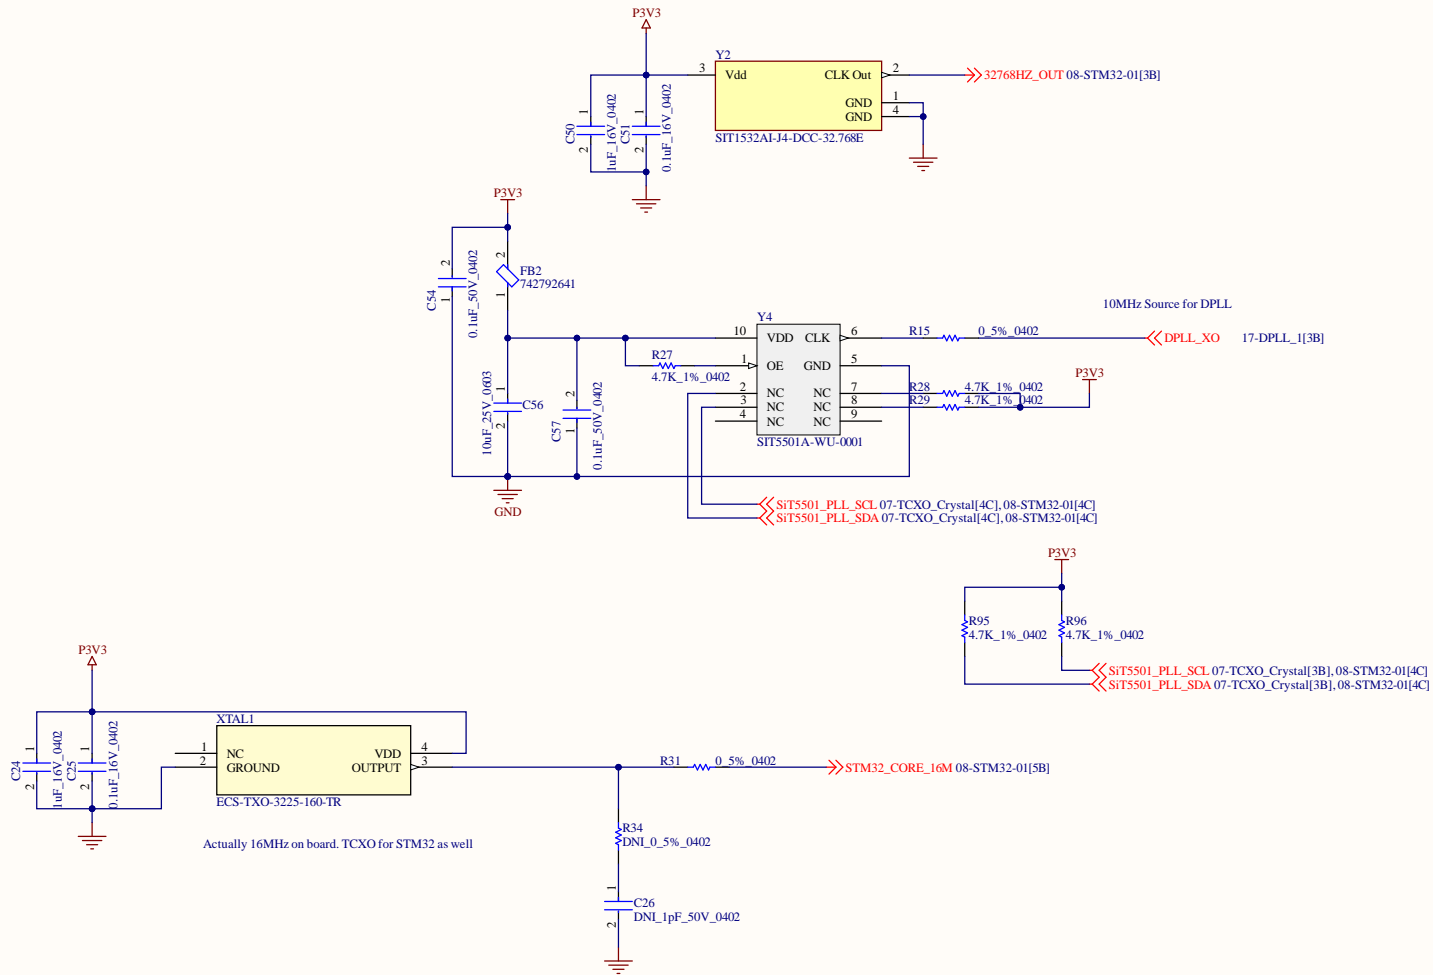 P3V3
Y2
3 Vdd CLK Out 2
GND 1
GND 4
SIT1532AI-J4-DCC-32.768E
32768HZ_OUT 08-STM32-01[3B]
1
2
C50
1uF_16V_0402
1
2
C51
0.1uF_16V_0402
P3V3
2
1
C54
0.1uF_50V_0402
2
1
FB2
742792641
10MHz Source for DPLL
Y4
10 VDD CLK 6
1 OE GND 5
2 NC NC 7
3 NC NC 8
4 NC NC 9
SIT5501A-WU-0001
R27
4.7K_1%_0402
R15 0_5%_0402
DPLL_XO 17-DPLL_1[3B]
R28 4.7K_1%_0402
R29 4.7K_1%_0402
P3V3
1
2
C56
10uF_25V_0603
2
1
C57
0.1uF_50V_0402
GND
SiT5501_PLL_SCL 07-TCXO_Crystal[4C], 08-STM32-01[4C]
SiT5501_PLL_SDA 07-TCXO_Crystal[4C], 08-STM32-01[4C]
P3V3
R95
4.7K_1%_0402
R96
4.7K_1%_0402
SiT5501_PLL_SCL 07-TCXO_Crystal[3B], 08-STM32-01[4C]
SiT5501_PLL_SDA 07-TCXO_Crystal[3B], 08-STM32-01[4C]
P3V3
1
2
C24
1uF_16V_0402
1
2
C25
0.1uF_16V_0402
XTAL1
1 NC VDD 4
2 GROUND OUTPUT 3
ECS-TXO-3225-160-TR
Actually 16MHz on board. TCXO for STM32 as well
R31 0_5%_0402
STM32_CORE_16M 08-STM32-01[5B]
R34
DNI_0_5%_0402
1
2
C26
DNI_1pF_50V_0402